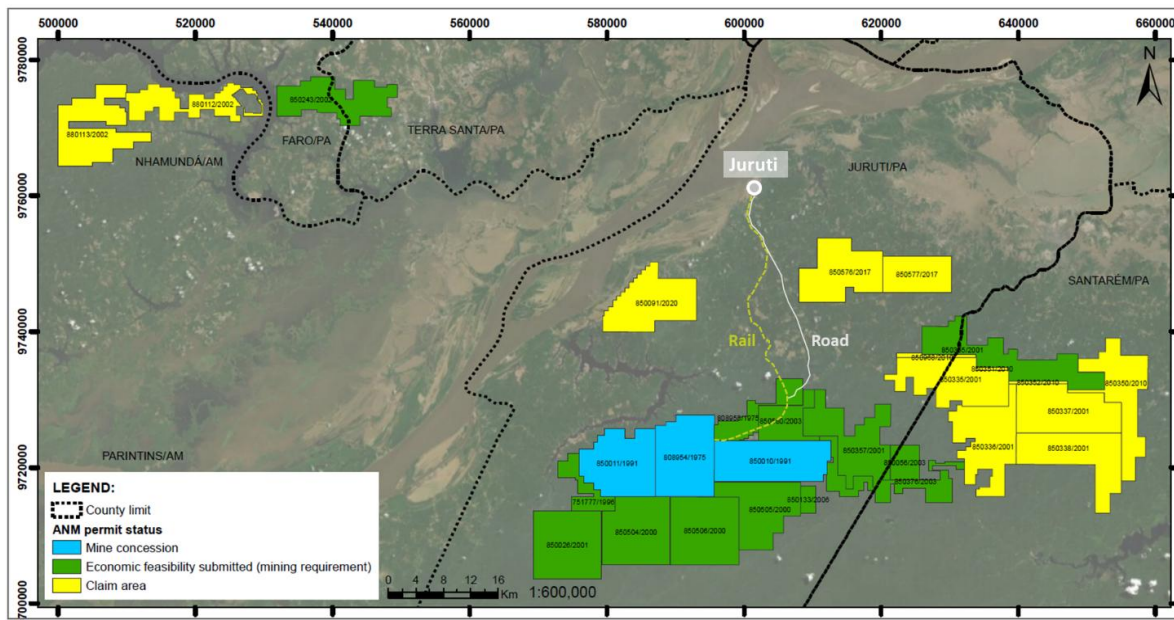 500000 520000 540000 560000 580000 600000 620000 640000 660000
9780000
9760000
9740000
9720000
9700000
N
880113/2002
880112/2002
850243/2002
NHAMUNDÁ/AM
FARO/PA
TERRA SANTA/PA
Juruti
JURUTI/PA
SANTARÉM/PA
PARINTINS/AM
850576/2017
850577/2017
850091/2020
Rail
Road
850335/2001
850352/2010
850350/2010
850337/2001
850336/2001
850338/2001
808954/1975
850011/1991
850010/1991
850357/2001
850056/2003
850376/2003
850133/2006
850505/2000
751777/1996
850504/2000
850506/2000
850026/2001
LEGEND:
County limit
ANM permit status
Mine concession
Economic feasibility submitted (mining requirement)
Claim area
0 4 8 12 16
Km
1:600,000